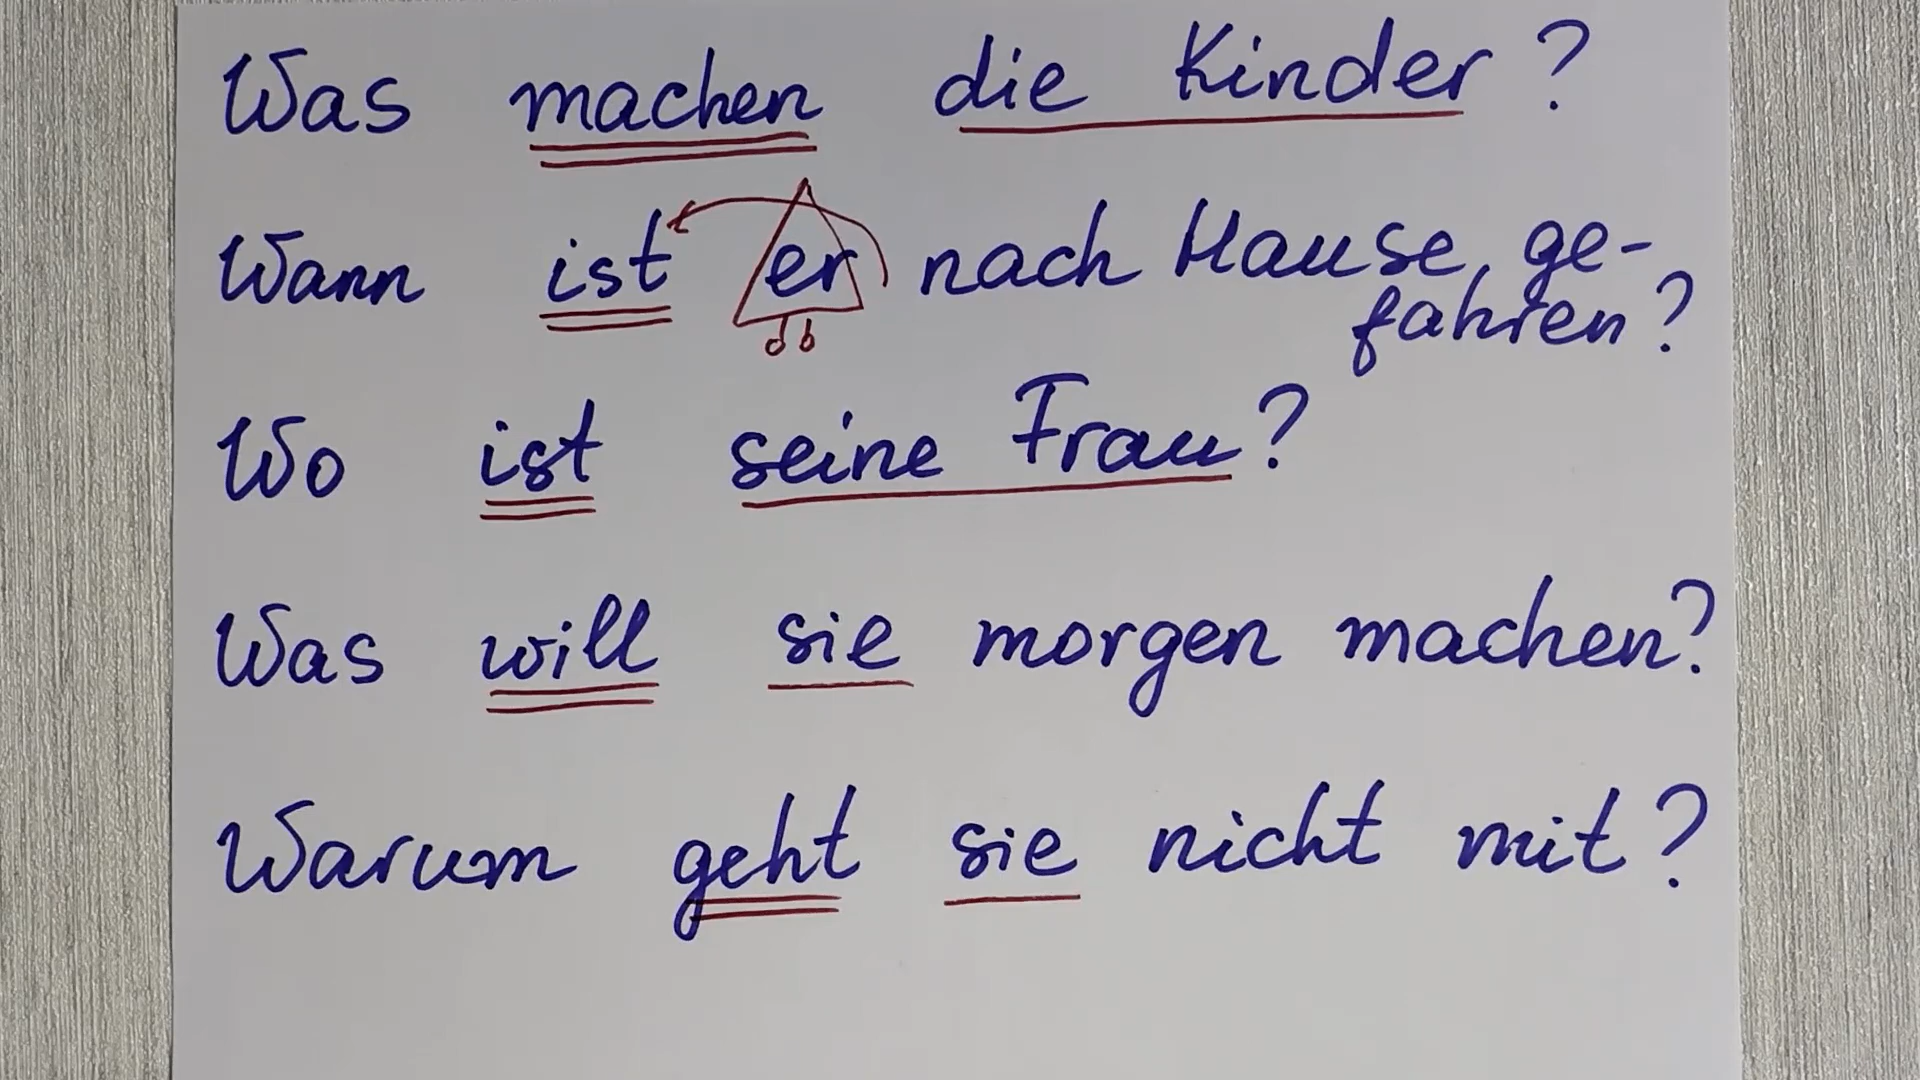 Was machen die Kinder?
Wann ist er nach Hause ge-
fahren?
Wo ist seine Frau?
Was will sie morgen machen?
Warum geht sie nicht mit?